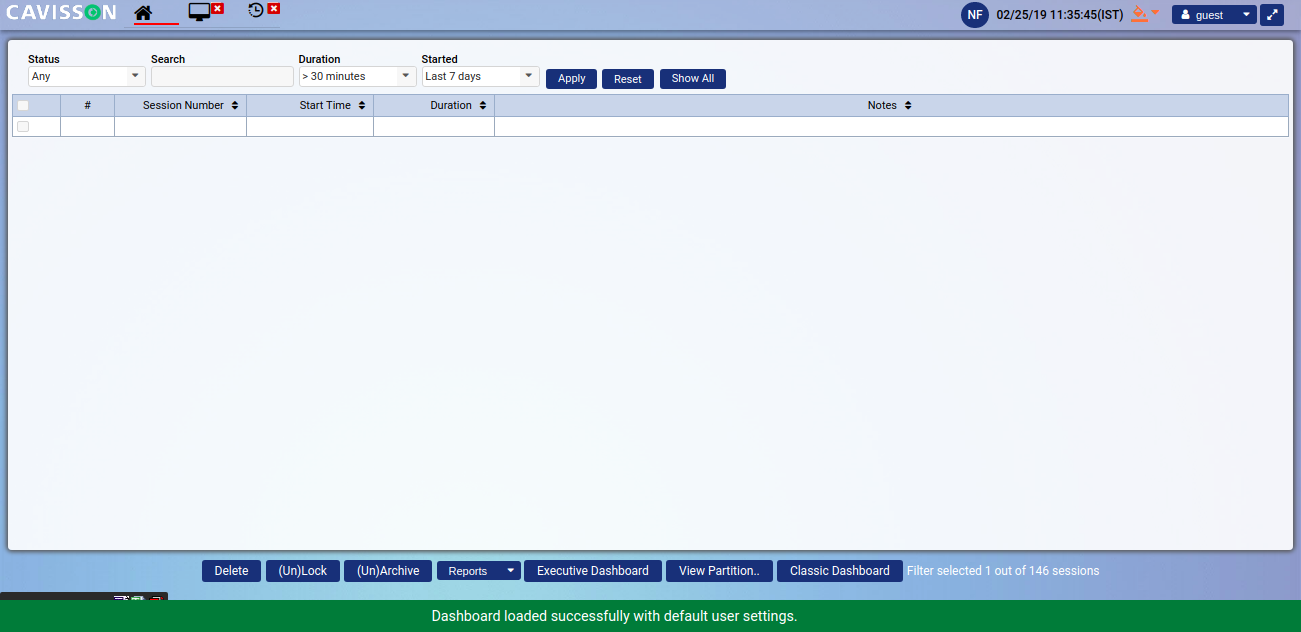 CAVISSON
NF 02/25/19 11:35:45(IST) guest
Status Search Duration Started
Any > 30 minutes Last 7 days Apply Reset Show All
# Session Number Start Time Duration Notes
Delete (Un)Lock (Un)Archive Reports Executive Dashboard View Partition.. Classic Dashboard Filter selected 1 out of 146 sessions
Dashboard loaded successfully with default user settings.